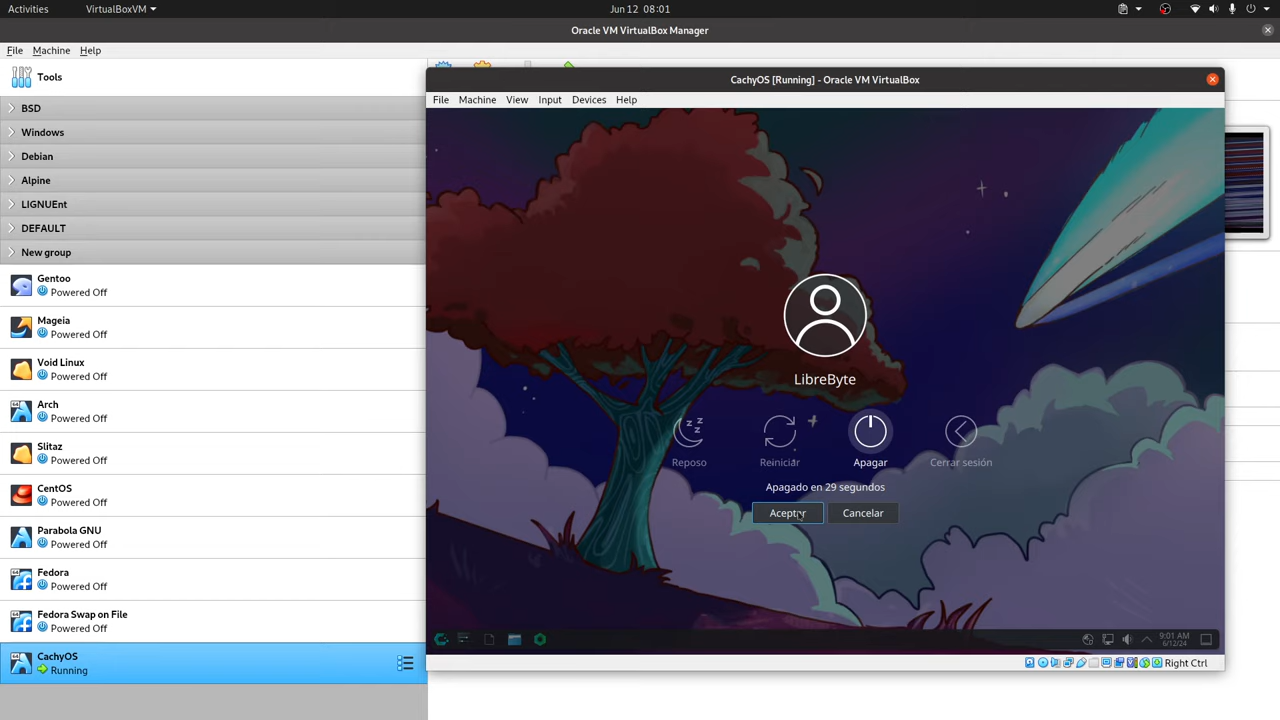 Activities VirtualBoxVM Jun 12 08:01
Oracle VM VirtualBox Manager
File Machine Help
Tools
BSD
Windows
Debian
Alpine
LIGNUEnt
DEFAULT
New group
Gentoo
Powered Off
Mageia
Powered Off
Void Linux
Powered Off
Arch
Powered Off
Slitaz
Powered Off
CentOS
Powered Off
Parabola GNU
Powered Off
Fedora
Powered Off
Fedora Swap on File
Powered Off
CachyOS
Running
CachyOS [Running] - Oracle VM VirtualBox
File Machine View Input Devices Help
LibreByte
Reposo Reiniciar Apagar Cerrar sesión
Apagado en 29 segundos
Aceptar Cancelar
9:01 AM
6/12/24
Right Ctrl